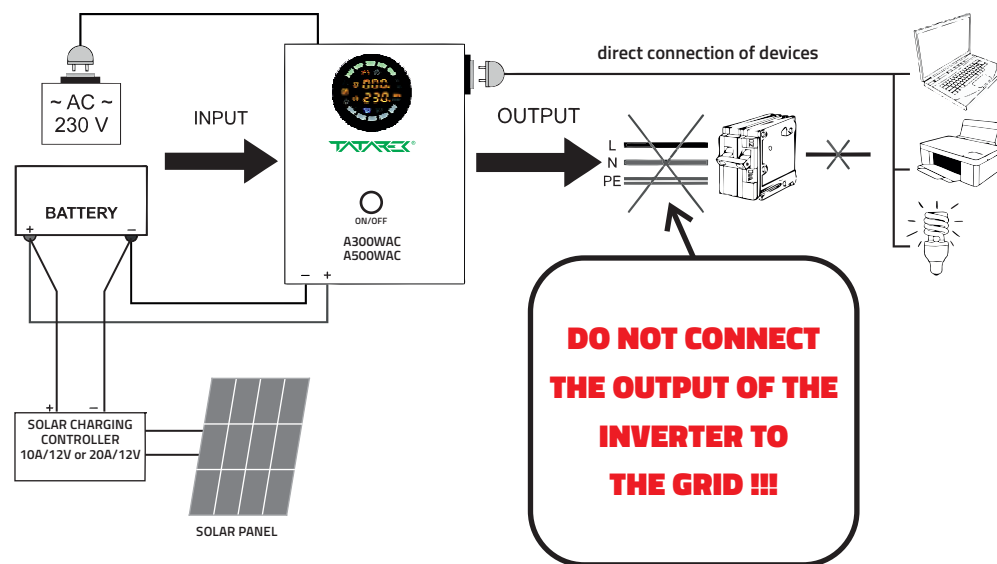 ~ AC ~
230 V
INPUT
BATTERY
+ −
TATAREK®
ON/OFF
A300WAC
A500WAC
− +
direct connection of devices
OUTPUT
L
N
PE
DO NOT CONNECT
THE OUTPUT OF THE
INVERTER TO
THE GRID !!!
+ −
SOLAR CHARGING
CONTROLLER
10A/12V or 20A/12V
SOLAR PANEL